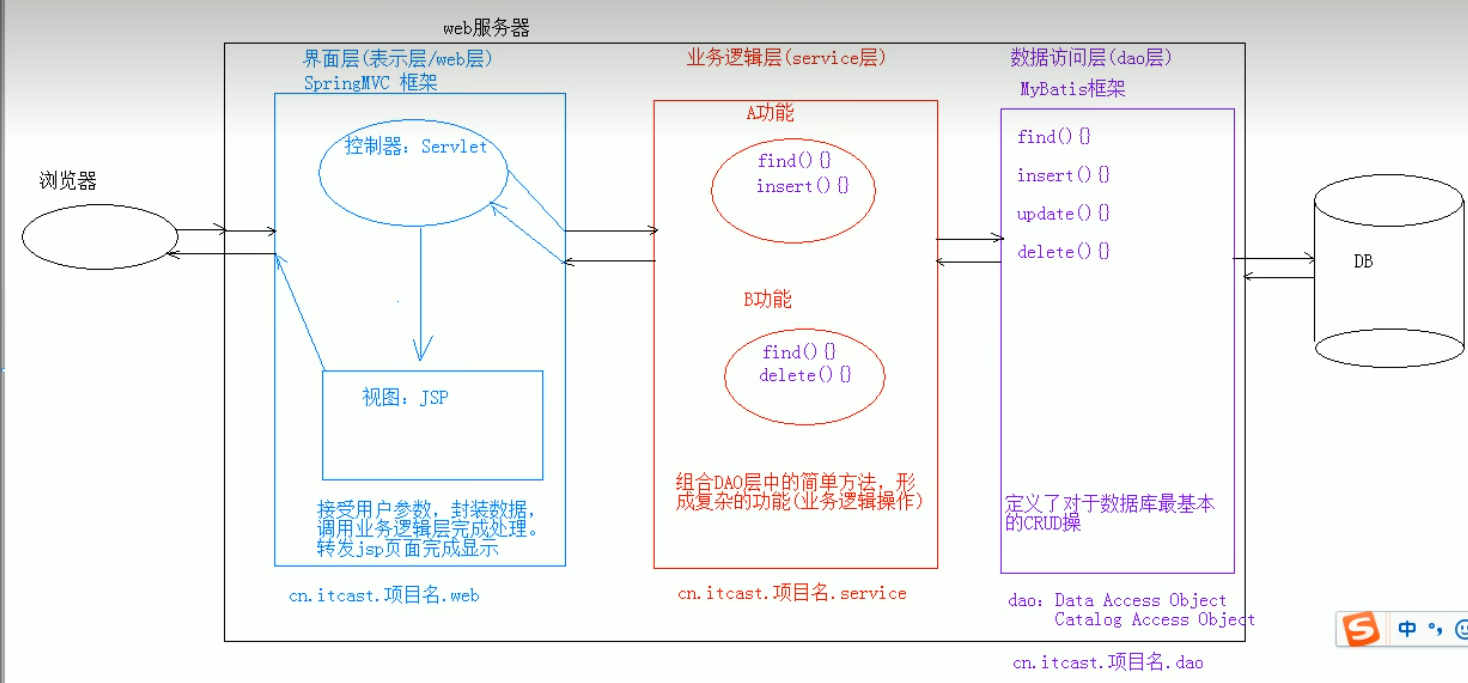 web服务器
界面层(表示层/web层)
SpringMVC 框架
控制器: Servlet
视图: JSP
接受用户参数, 封装数据,
调用业务逻辑层完成处理。
转发jsp页面完成显示
cn.itcast.项目名.web
浏览器
业务逻辑层(service层)
A功能
find(){}
insert(){}
B功能
find(){}
delete(){}
组合DAO层中的简单方法, 形
成复杂的功能(业务逻辑操作)
cn.itcast.项目名.service
数据访问层(dao层)
MyBatis框架
find(){}
insert(){}
update(){}
delete(){}
定义了对于数据库最基本
的CRUD操
dao: Data Access Object
Catalog Access Object
cn.itcast.项目名.dao
DB
S 中 °,